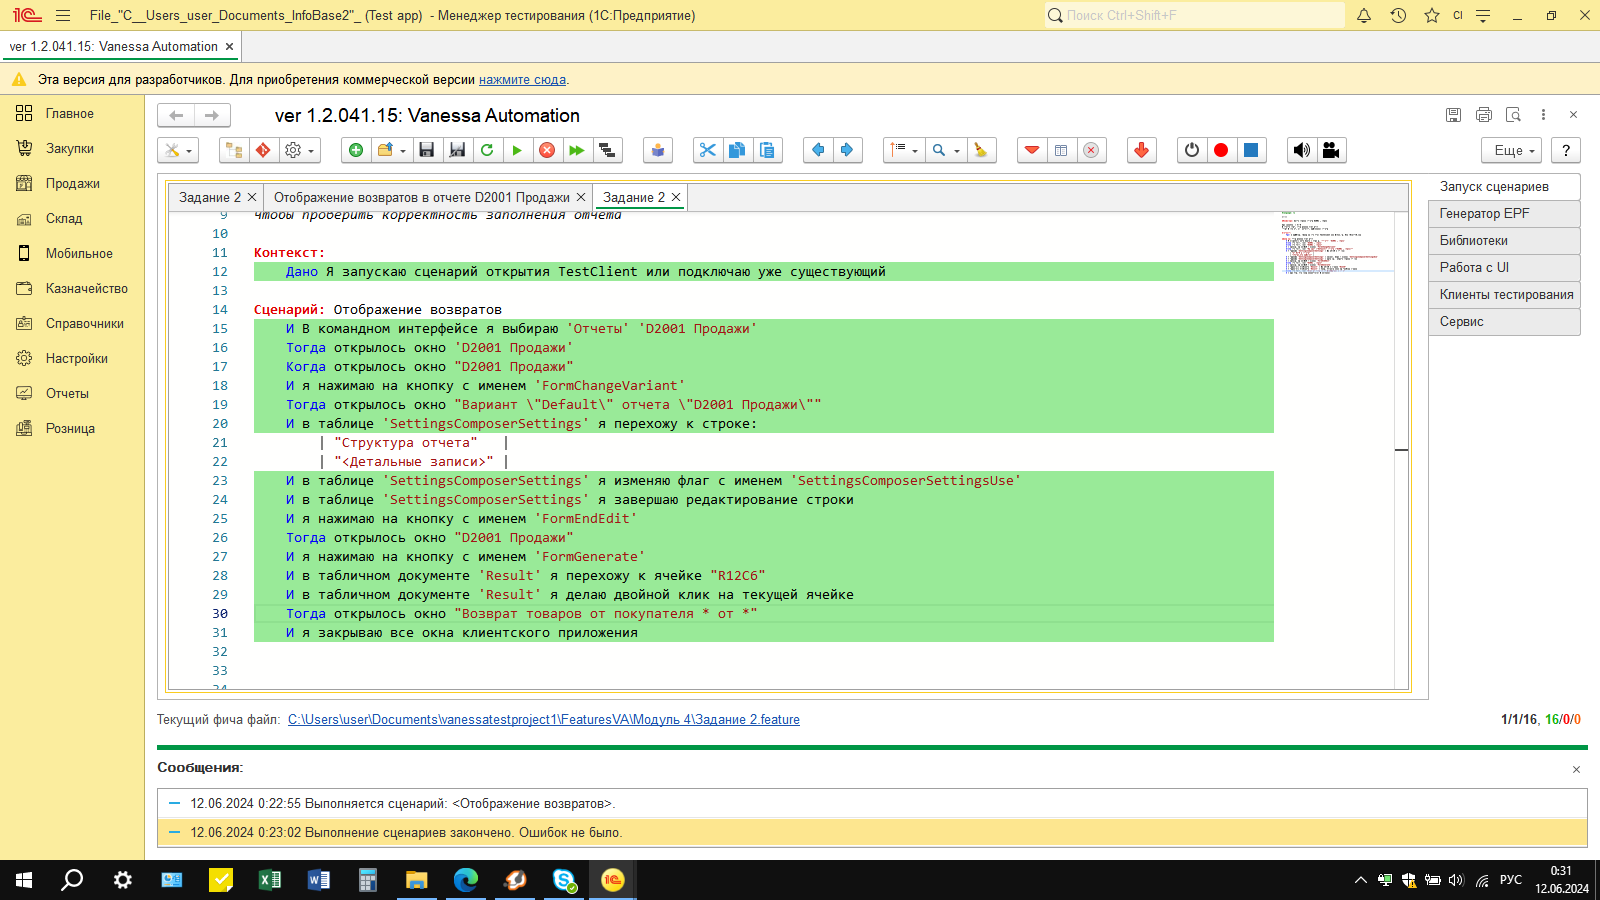 File_"C__Users_user_Documents_InfoBase2"_ (Test app) - Менеджер тестирования (1С:Предприятие)
Поиск Ctrl+Shift+F
CI
ver 1.2.041.15: Vanessa Automation
Эта версия для разработчиков. Для приобретения коммерческой версии нажмите сюда.
Главное
Закупки
Продажи
Склад
Мобильное
Казначейство
Справочники
Настройки
Отчеты
Розница
ver 1.2.041.15: Vanessa Automation
Еще
?
Задание 2
Отображение возвратов в отчете D2001 Продажи
Задание 2
9 чтобы проверить корректность заполнения отчета
10
11 Контекст:
12 Дано Я запускаю сценарий открытия TestClient или подключаю уже существующий
13
14 Сценарий: Отображение возвратов
15 И В командном интерфейсе я выбираю 'Отчеты' 'D2001 Продажи'
16 Тогда открылось окно 'D2001 Продажи'
17 Когда открылось окно "D2001 Продажи"
18 И я нажимаю на кнопку с именем 'FormChangeVariant'
19 Тогда открылось окно "Вариант \"Default\" отчета \"D2001 Продажи\""
20 И в таблице 'SettingsComposerSettings' я перехожу к строке:
21 | "Структура отчета" |
22 | "<Детальные записи>" |
23 И в таблице 'SettingsComposerSettings' я изменяю флаг с именем 'SettingsComposerSettingsUse'
24 И в таблице 'SettingsComposerSettings' я завершаю редактирование строки
25 И я нажимаю на кнопку с именем 'FormEndEdit'
26 Тогда открылось окно "D2001 Продажи"
27 И я нажимаю на кнопку с именем 'FormGenerate'
28 И в табличном документе 'Result' я перехожу к ячейке "R12C6"
29 И в табличном документе 'Result' я делаю двойной клик на текущей ячейке
30 Тогда открылось окно "Возврат товаров от покупателя * от *"
31 И я закрываю все окна клиентского приложения
32
33
34
Запуск сценариев
Генератор EPF
Библиотеки
Работа с UI
Клиенты тестирования
Сервис
Текущий фича файл: C:\Users\user\Documents\vanessatestproject1\FeaturesVA\Модуль 4\Задание 2.feature
1/1/16, 16/0/0
Сообщения:
12.06.2024 0:22:55 Выполняется сценарий: <Отображение возвратов>.
12.06.2024 0:23:02 Выполнение сценариев закончено. Ошибок не было.
РУС
0:31
12.06.2024